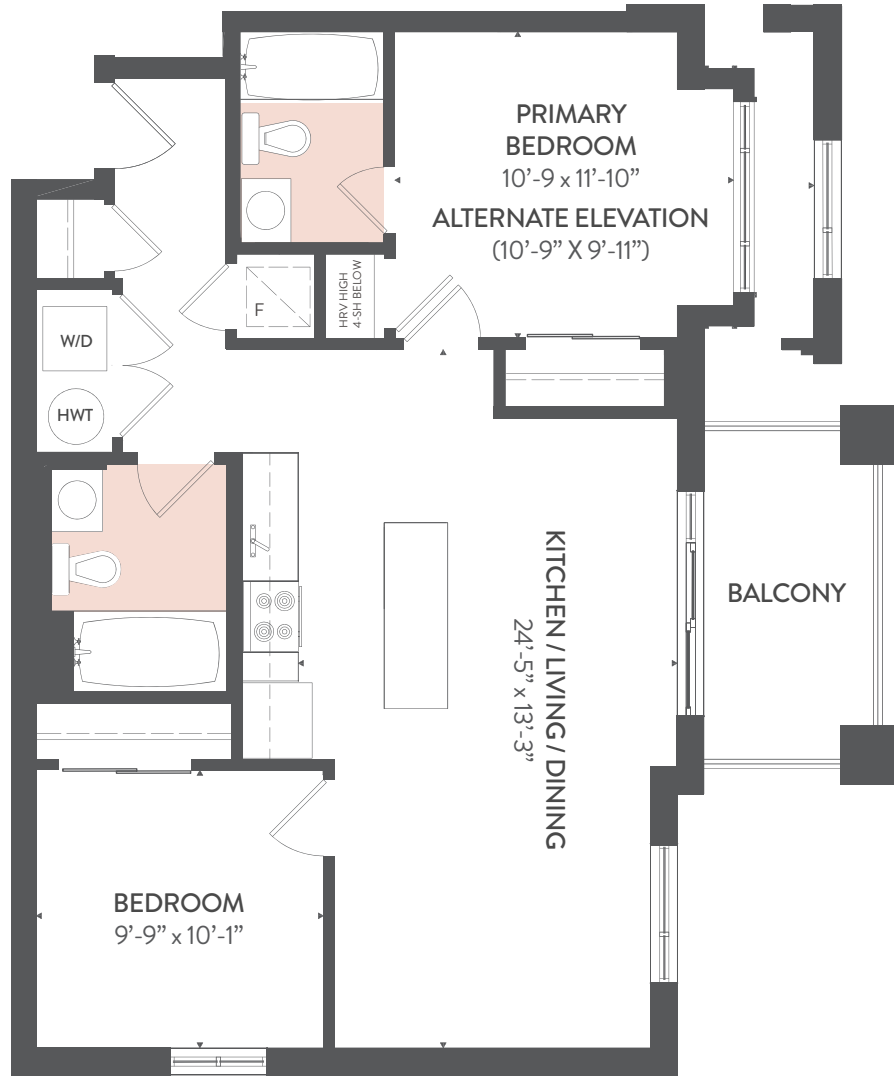 PRIMARY
BEDROOM
10’-9 x 11’-10”
ALTERNATE ELEVATION
(10’-9” X 9’-11”)
HRV HIGH
4-SH BELOW
F
W/D
HWT
KITCHEN / LIVING / DINING
24’-5” x 13’-3”
BALCONY
BEDROOM
9’-9” x 10’-1”